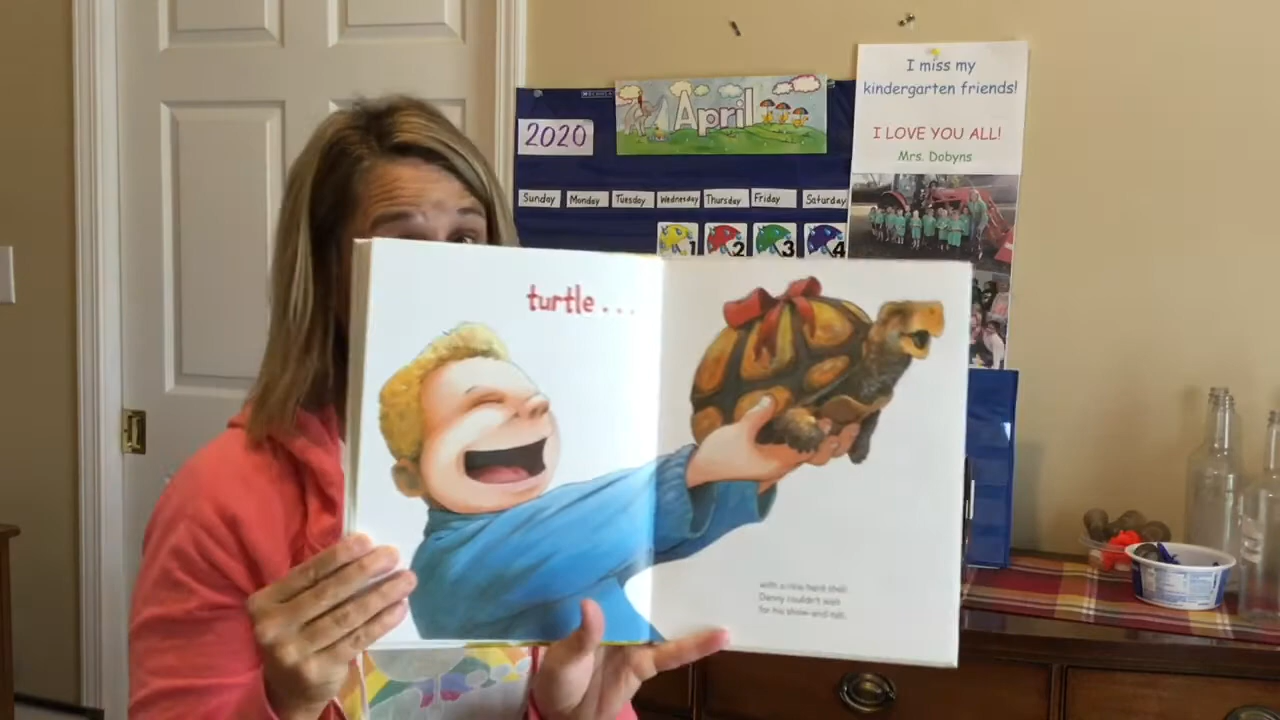 I miss my
kindergarten friends!
I LOVE YOU ALL!
Mrs. Dobyns
2020
April
Sunday Monday Tuesday Wednesday Thursday Friday Saturday
1 2 3 4
turtle...
with a nice hard shell.
Danny couldn't wait
for his show-and-tell.